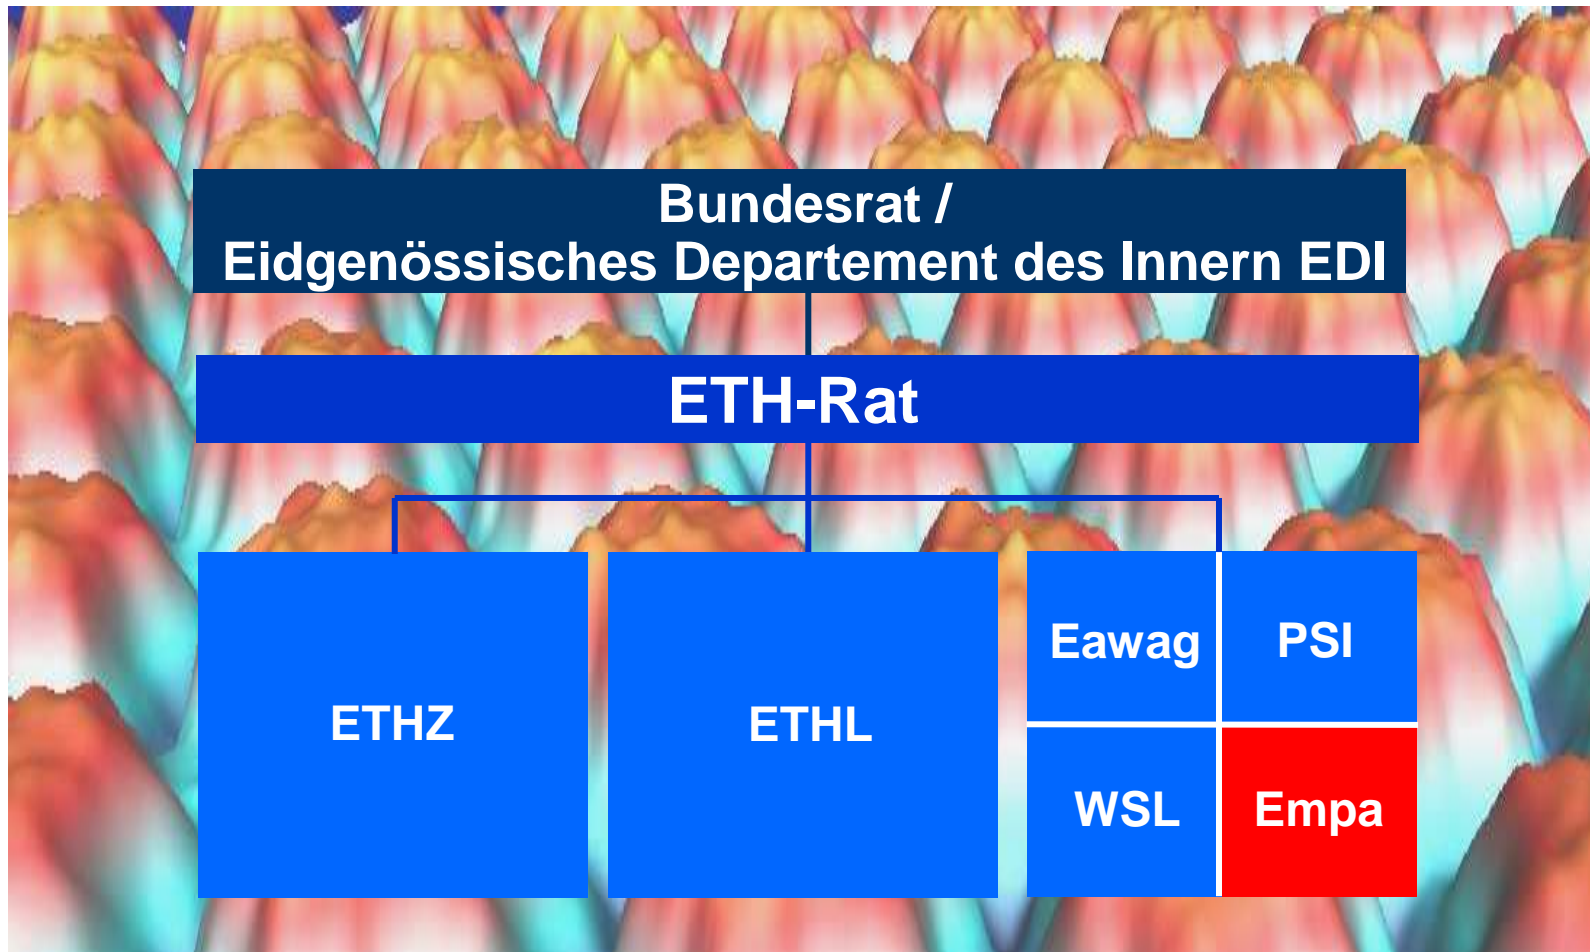 Bundesrat /
Eidgenössisches Departement des Innern EDI
ETH-Rat
ETHZ
ETHL
Eawag
PSI
WSL
Empa